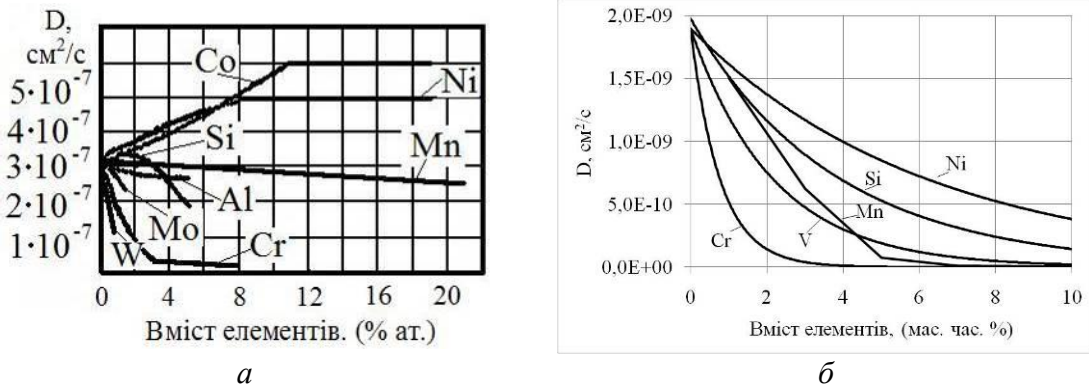 D,
см²/с
5·10⁻⁷
4·10⁻⁷
3·10⁻⁷
2·10⁻⁷
1·10⁻⁷
Co
Ni
Si
Mn
Al
Mo
W
Cr
0 4 8 12 16 20
Вміст елементів. (% ат.)
а
D, см²/с
2,0E-09
1,5E-09
1,0E-09
5,0E-10
0,0E+00
Ni
Si
Mn
V
Cr
0 2 4 6 8 10
Вміст елементів, (мас. час. %)
б